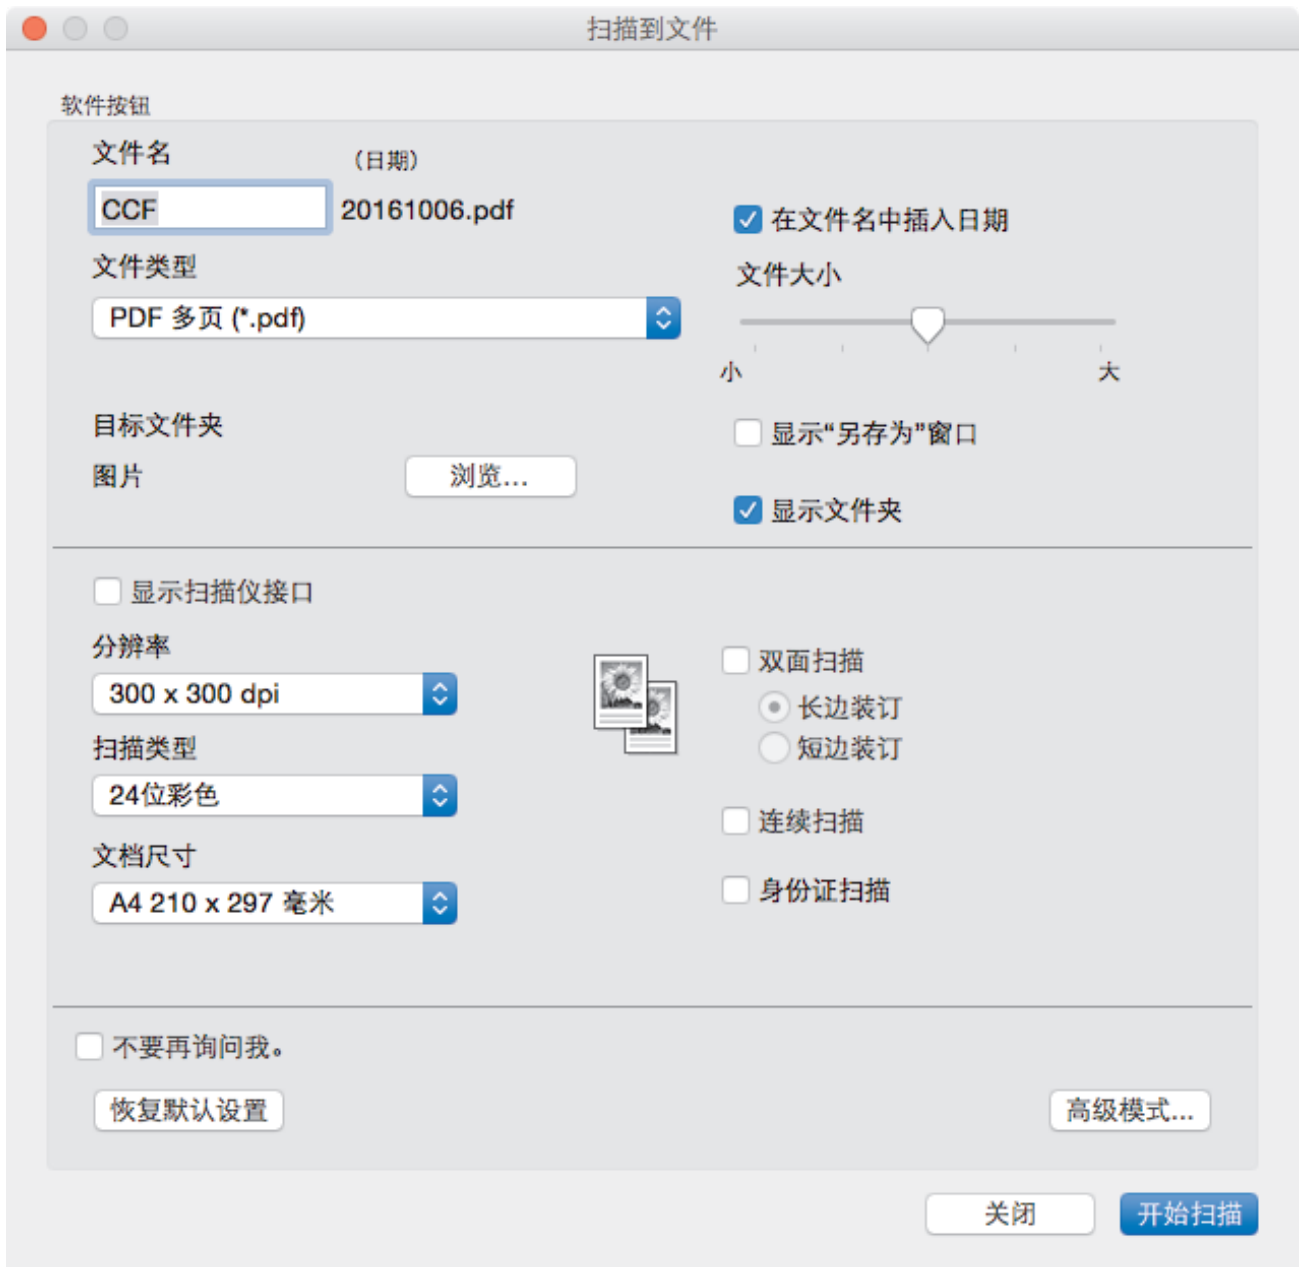 扫描到文件
软件按钮
文件名 （日期）
CCF 20161006.pdf
在文件名中插入日期
文件类型
文件大小
PDF 多页 (*.pdf)
小 大
目标文件夹
显示“另存为”窗口
图片 浏览...
显示文件夹
显示扫描仪接口
分辨率
双面扫描
300 x 300 dpi
长边装订
扫描类型
短边装订
24位彩色
连续扫描
文档尺寸
身份证扫描
A4 210 x 297 毫米
不要再询问我。
恢复默认设置 高级模式...
关闭 开始扫描